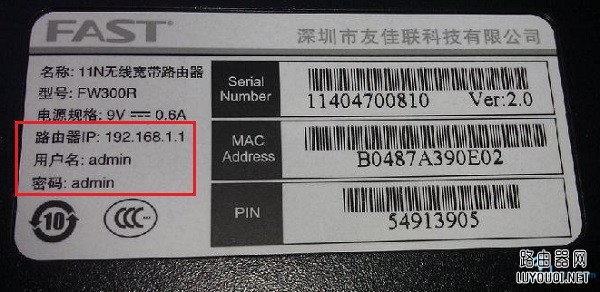 FAST 深圳市友佳联科技有限公司
名称: 11N无线宽带路由器
型号: FW300R
电源规格: 9V 0.6A
路由器IP: 192.168.1.1
用户名: admin
密码: admin
10
CCC
Serial Number
11404700810 Ver:2.0
MAC Address
B0487A390E02
PIN
54913905
路由器网
LUYOUQI.NET